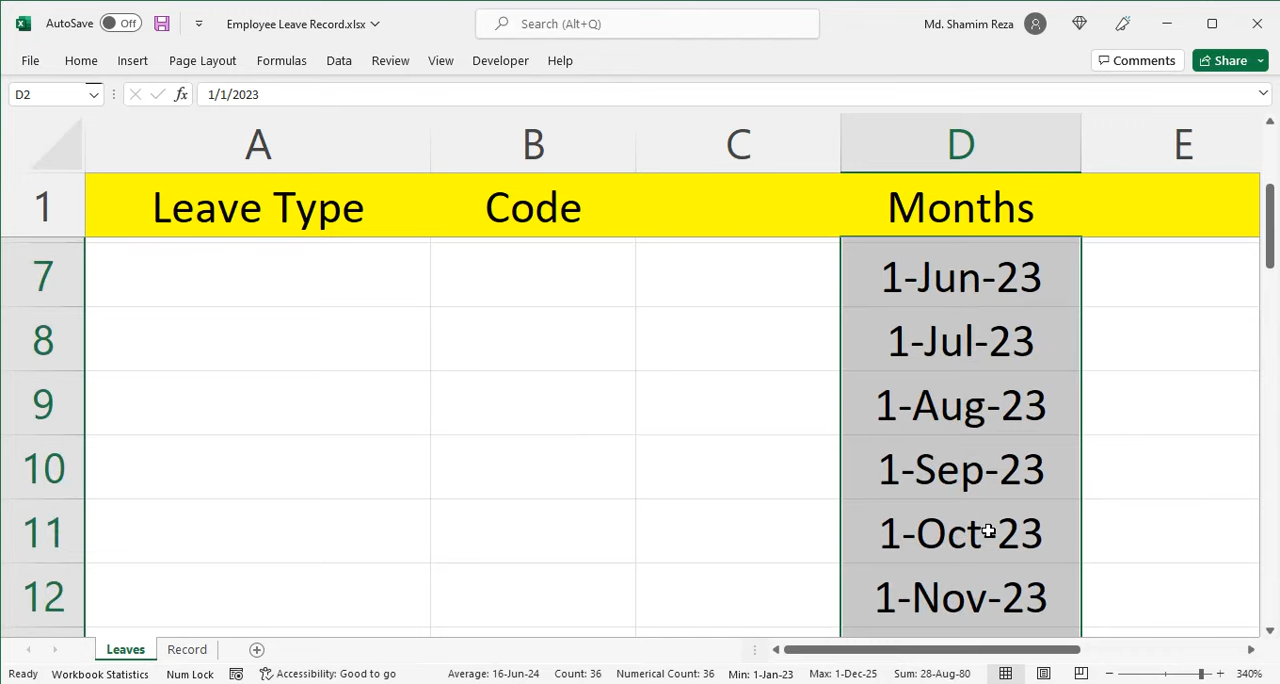 AutoSave Off Employee Leave Record.xlsx Search (Alt+Q) Md. Shamim Reza
File Home Insert Page Layout Formulas Data Review View Developer Help Comments Share
D2 fx 1/1/2023
A B C D E
1 Leave Type Code Months
7 1-Jun-23
8 1-Jul-23
9 1-Aug-23
10 1-Sep-23
11 1-Oct-23
12 1-Nov-23
Leaves Record
Ready Workbook Statistics Num Lock Accessibility: Good to go Average: 16-Jun-24 Count: 36 Numerical Count: 36 Min: 1-Jan-23 Max: 1-Dec-25 Sum: 28-Aug-80 340%